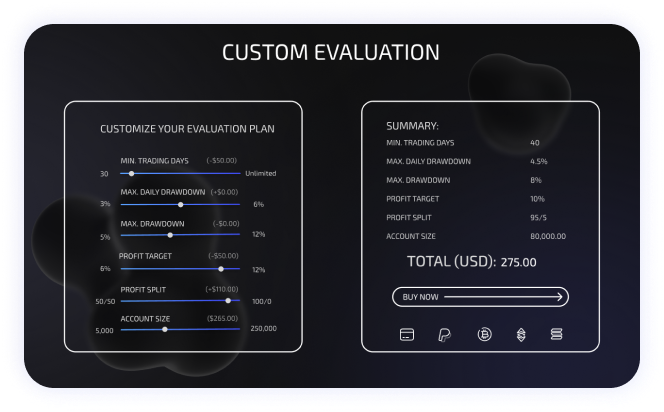 CUSTOM EVALUATION
CUSTOMIZE YOUR EVALUATION PLAN
MIN. TRADING DAYS (-$50.00)
30 Unlimited
MAX. DAILY DRAWDOWN (+$0.00)
3% 6%
MAX. DRAWDOWN (-$0.00)
5% 12%
PROFIT TARGET (-$50.00)
6% 12%
PROFIT SPLIT (+$110.00)
50/50 100/0
ACCOUNT SIZE ($265.00)
5,000 250,000
SUMMARY:
MIN. TRADING DAYS 40
MAX. DAILY DRAWDOWN 4.5%
MAX. DRAWDOWN 8%
PROFIT TARGET 10%
PROFIT SPLIT 95/5
ACCOUNT SIZE 80,000.00
TOTAL (USD): 275.00
BUY NOW